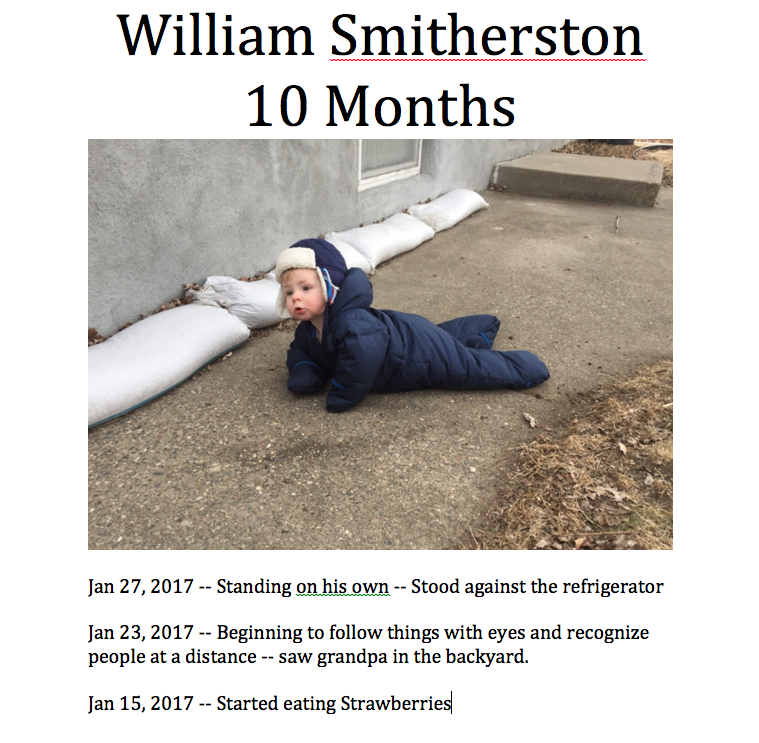 William Smitherston
10 Months
Jan 27, 2017 -- Standing on his own -- Stood against the refrigerator
Jan 23, 2017 -- Beginning to follow things with eyes and recognize
people at a distance -- saw grandpa in the backyard.
Jan 15, 2017 -- Started eating Strawberries